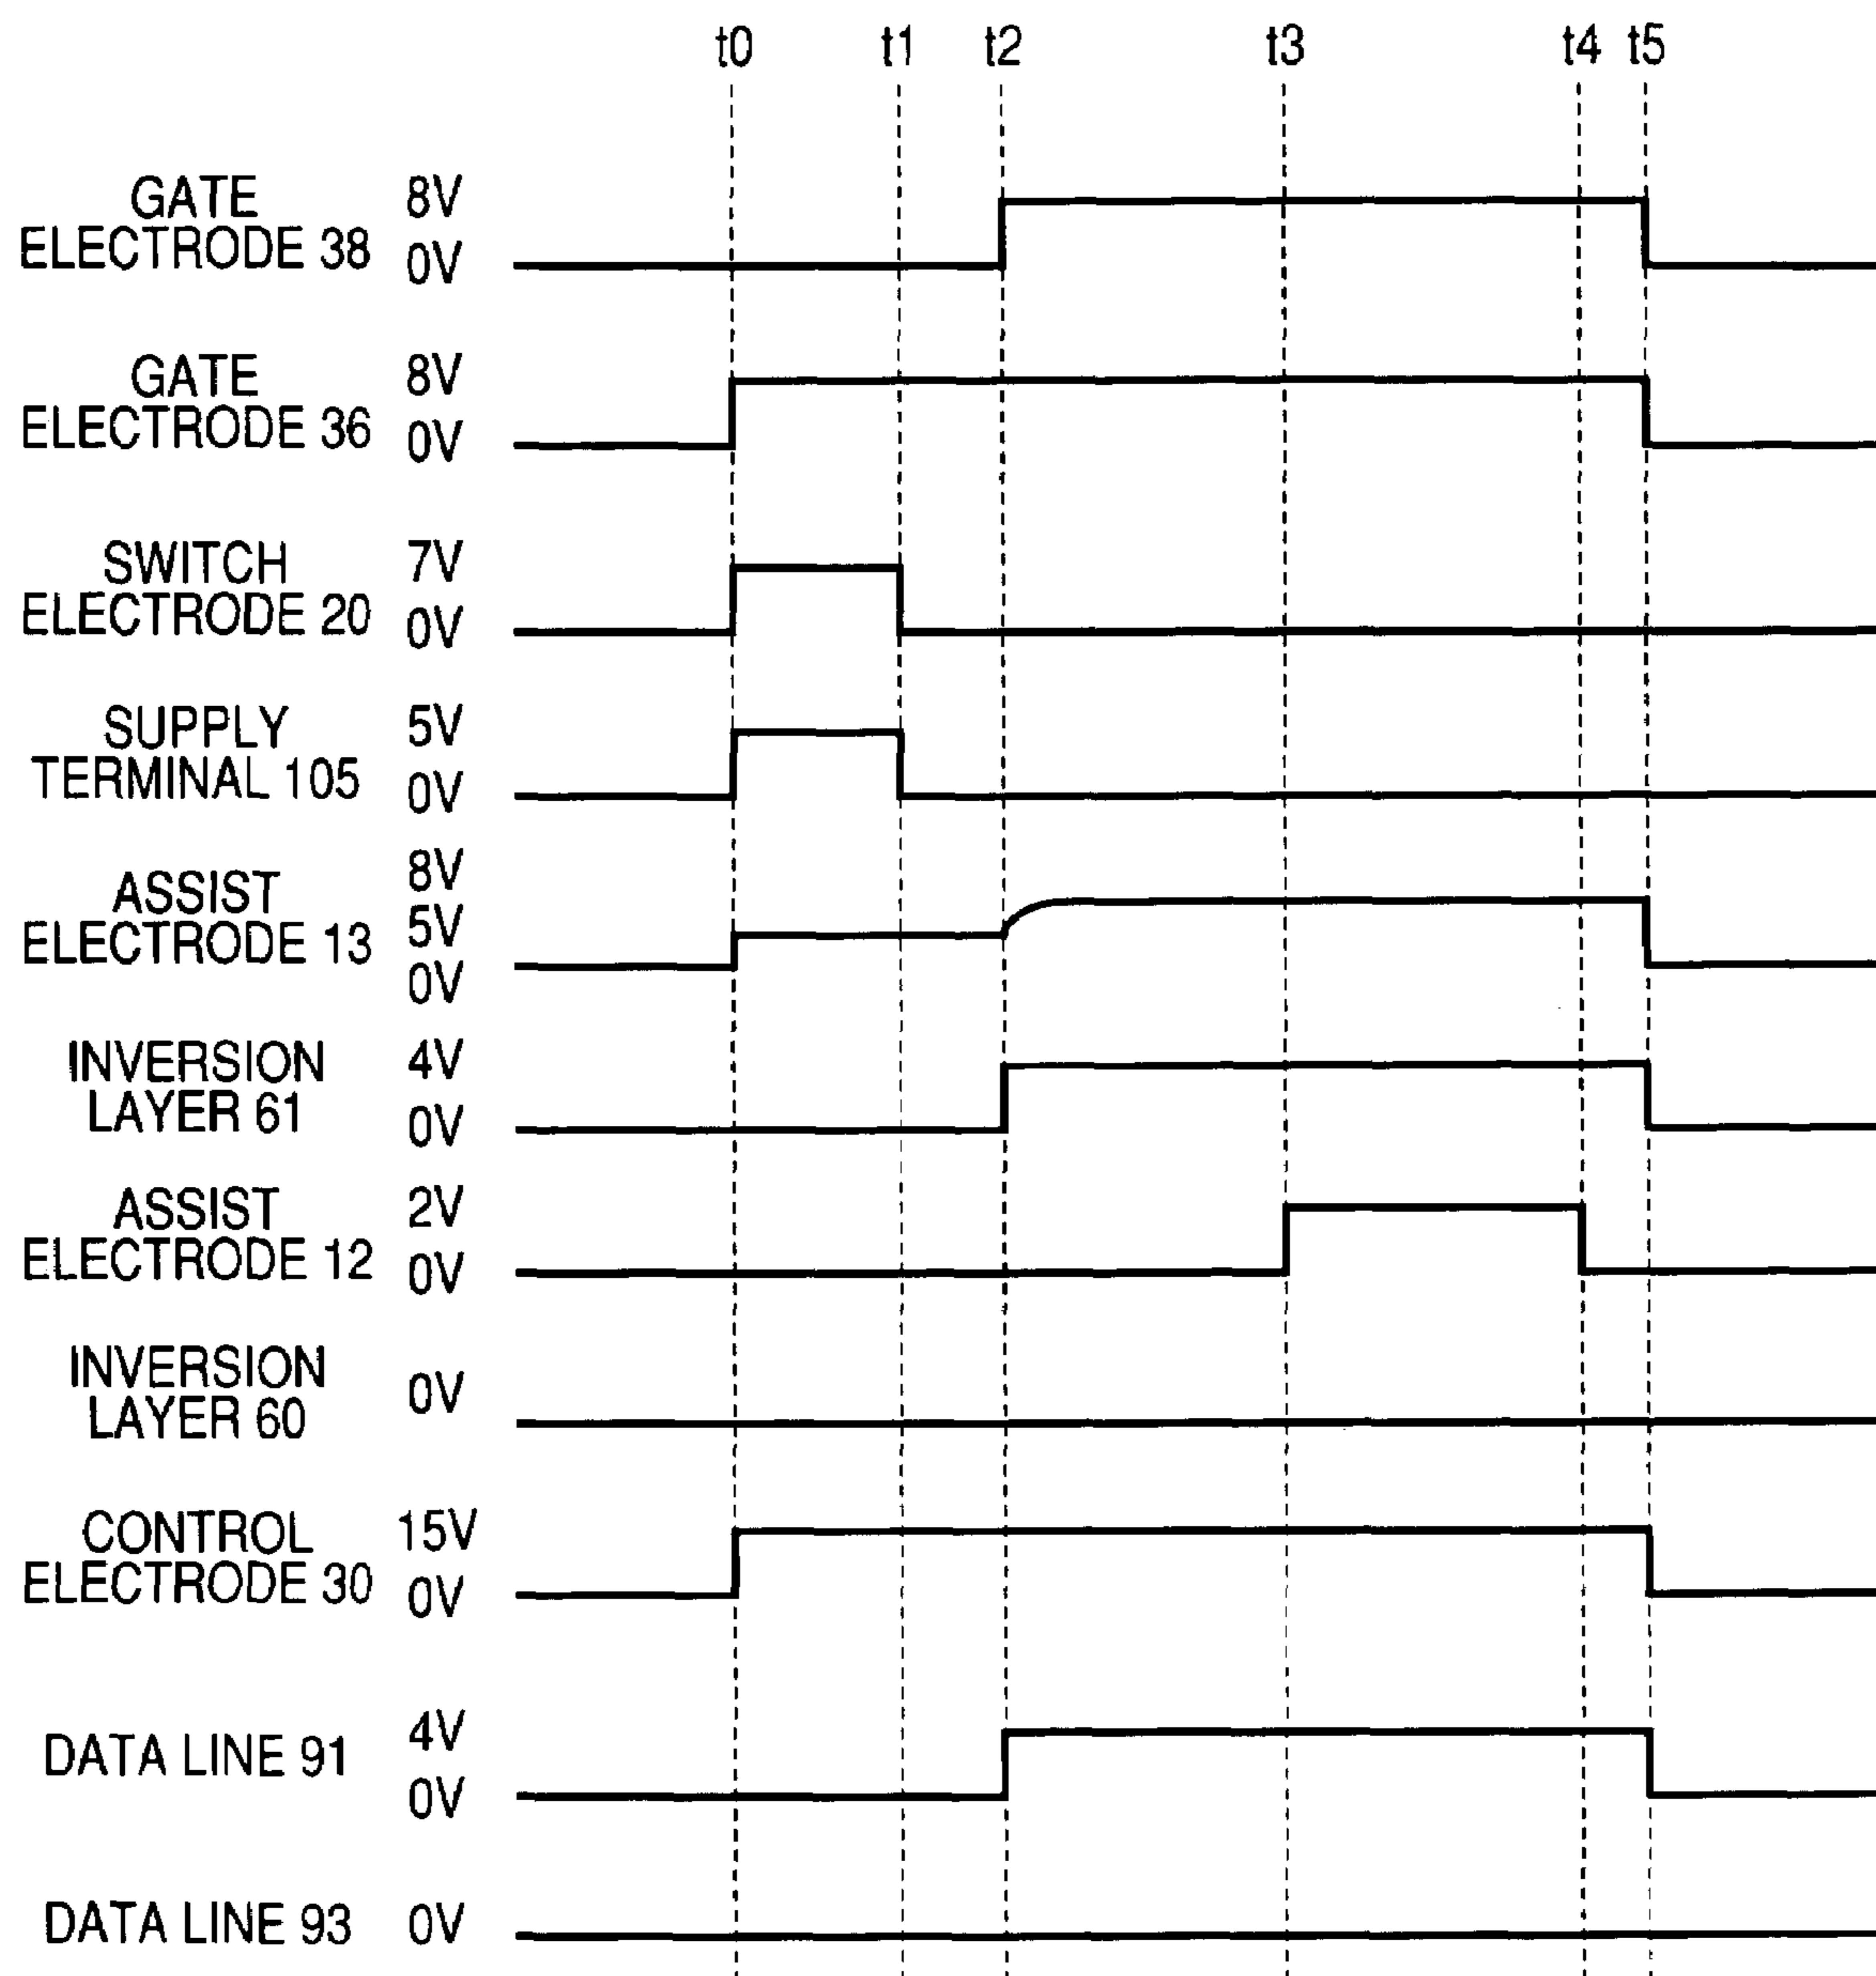 t0 t1 t2 t3 t4 t5
GATE
ELECTRODE 38
8V
0V
GATE
ELECTRODE 36
8V
0V
SWITCH
ELECTRODE 20
7V
0V
SUPPLY
TERMINAL 105
5V
0V
ASSIST
ELECTRODE 13
8V
5V
0V
INVERSION
LAYER 61
4V
0V
ASSIST
ELECTRODE 12
2V
0V
INVERSION
LAYER 60
0V
CONTROL
ELECTRODE 30
15V
0V
DATA LINE 91
4V
0V
DATA LINE 93 0V